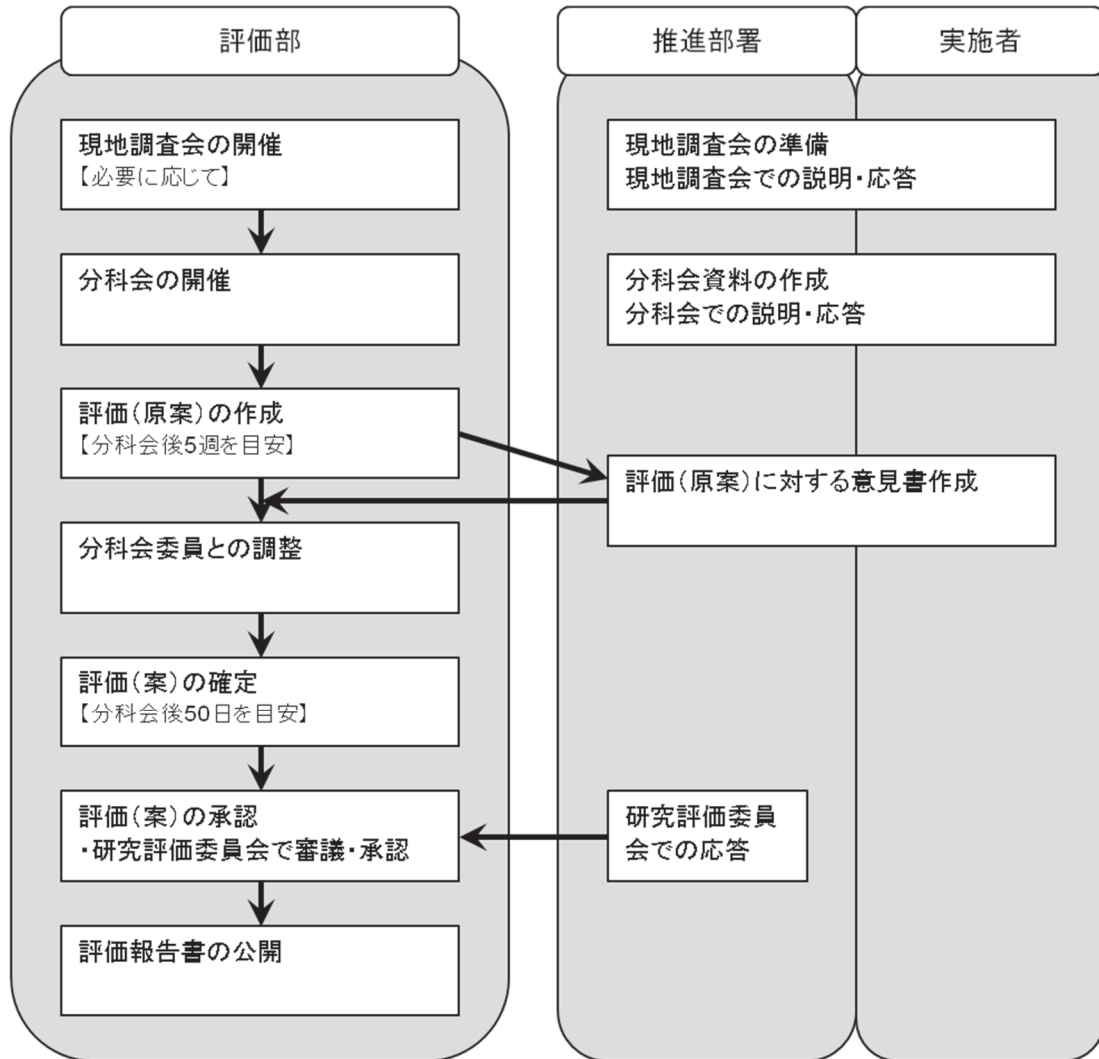 評価部
推進部署
実施者
現地調査会の開催
【必要に応じて】
現地調査会の準備
現地調査会での説明・応答
分科会の開催
分科会資料の作成
分科会での説明・応答
評価(原案)の作成
【分科会後5週を目安】
評価(原案)に対する意見書作成
分科会委員との調整
評価(案)の確定
【分科会後50日を目安】
評価(案)の承認
・研究評価委員会で審議・承認
研究評価委員
会での応答
評価報告書の公開